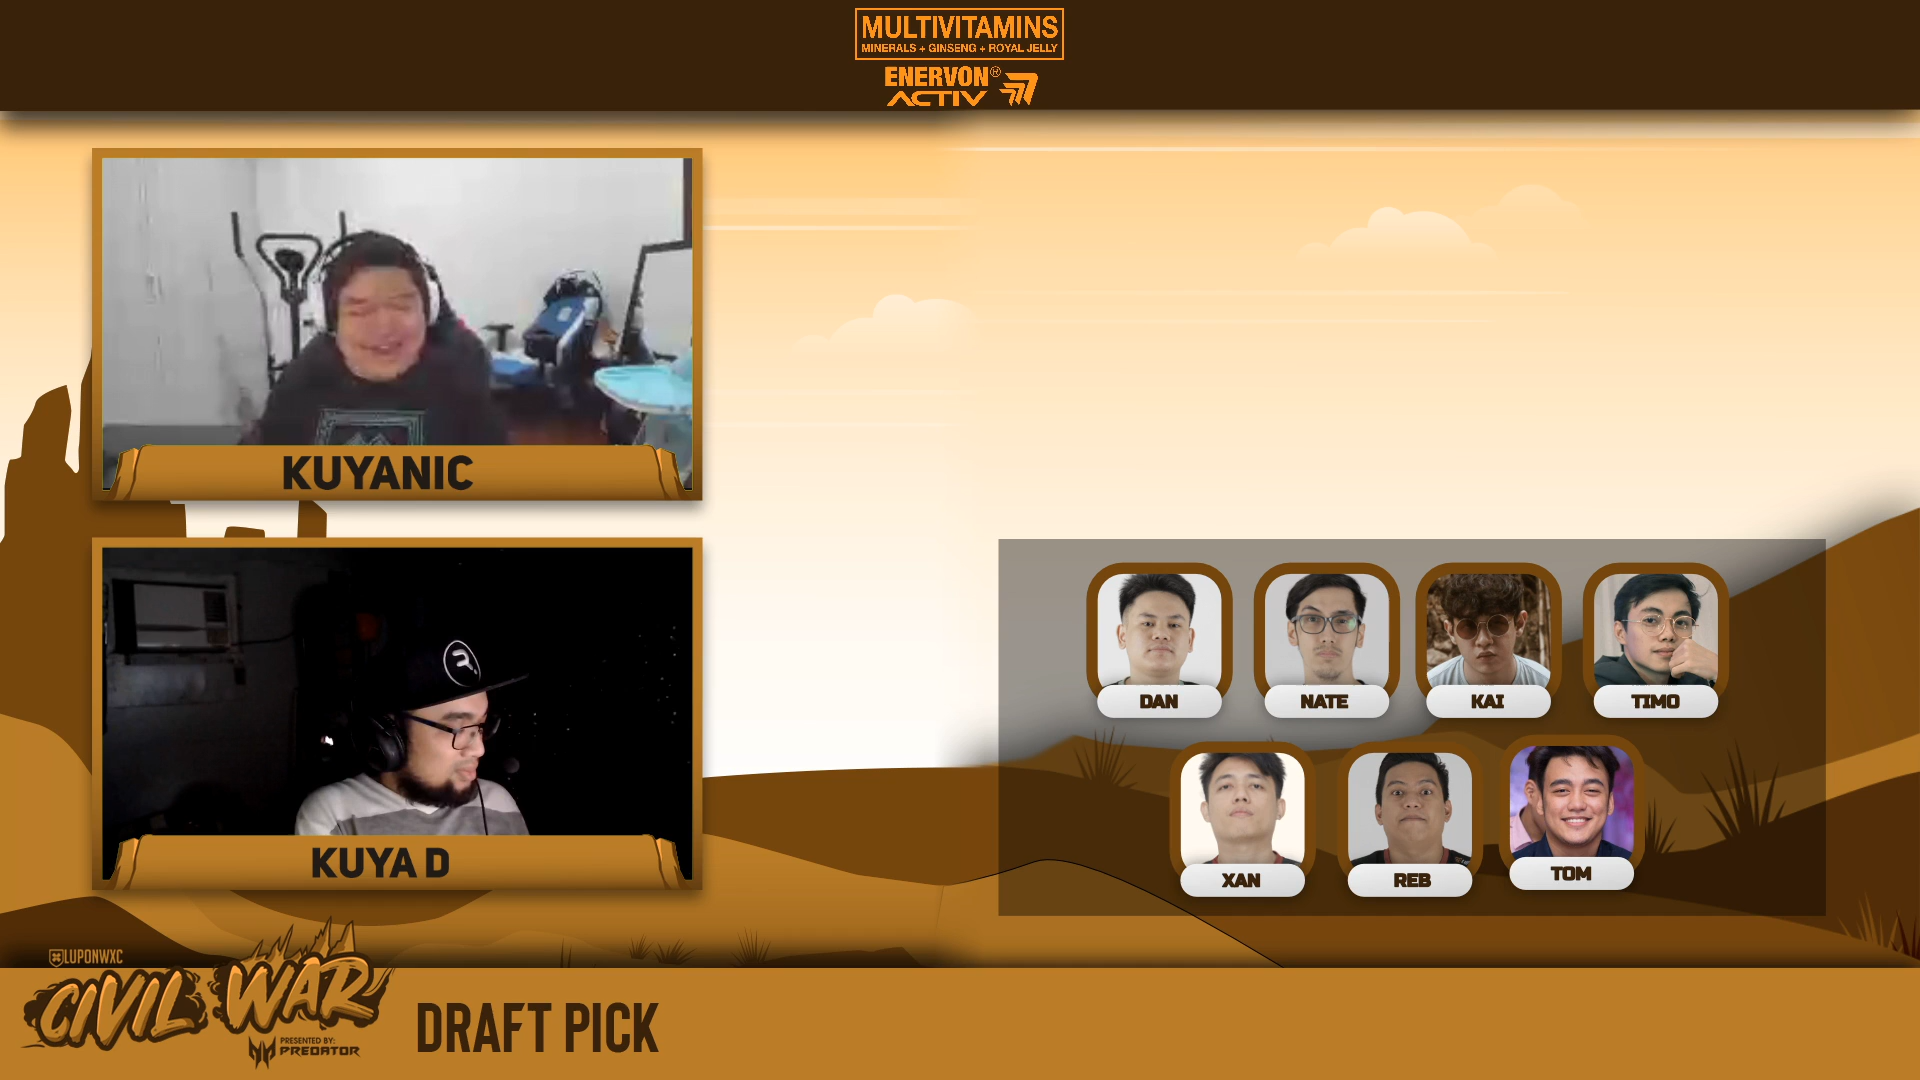 MULTIVITAMINS
MINERALS + GINSENG + ROYAL JELLY
ENERVON®
ACTIV
KUYANIC
KUYA D
DAN
NATE
KAI
TIMO
XAN
REB
TOM
LUPONWXC
CIVIL WAR
PRESENTED BY:
PREDATOR
DRAFT PICK